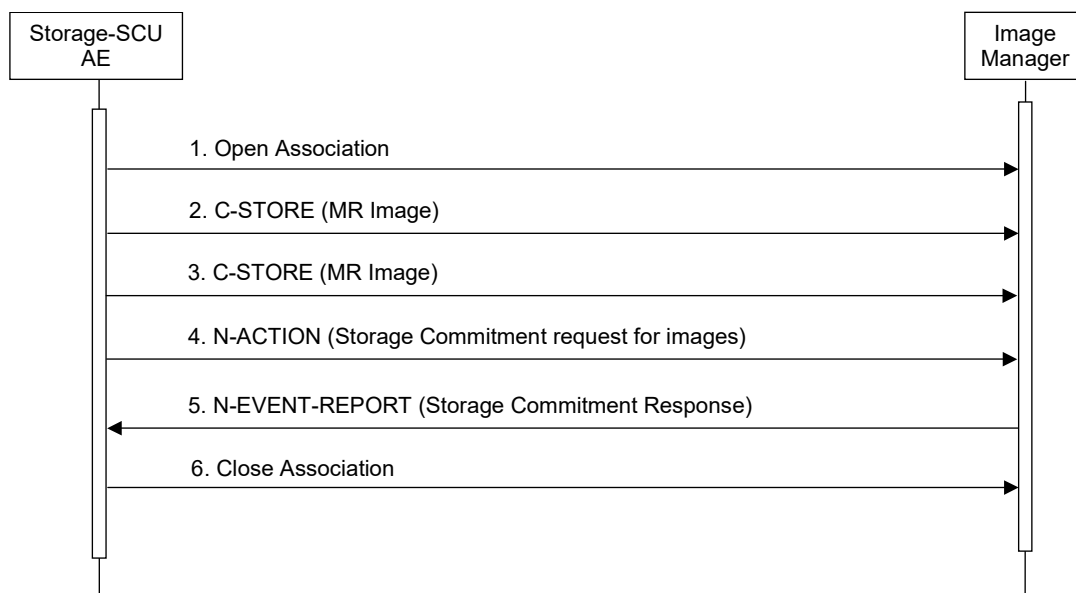 Storage-SCU
AE
Image
Manager
1. Open Association
2. C-STORE (MR Image)
3. C-STORE (MR Image)
4. N-ACTION (Storage Commitment request for images)
5. N-EVENT-REPORT (Storage Commitment Response)
6. Close Association